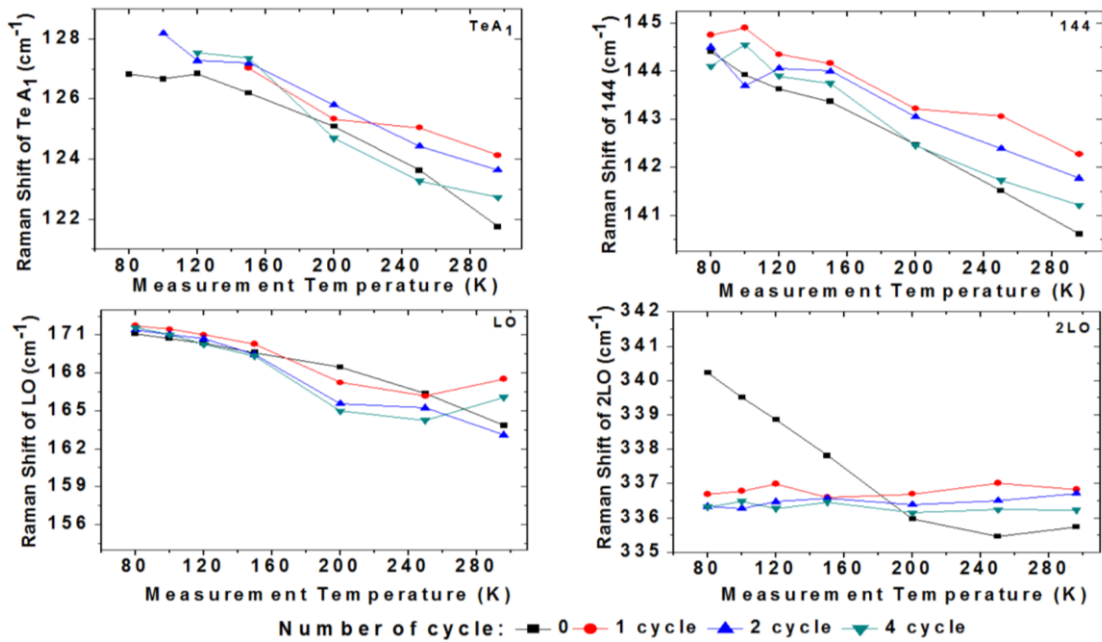 TeA1
128
126
124
122
80 120 160 200 240 280
Raman Shift of Te A1 (cm-1)
Measurement Temperature (K)
144
145
144
143
142
141
80 120 160 200 240 280
Raman Shift of 144 (cm-1)
Measurement Temperature (K)
LO
171
168
165
162
159
156
80 120 160 200 240 280
Raman Shift of LO (cm-1)
Measurement Temperature (K)
2LO
342
341
340
339
338
337
336
335
80 120 160 200 240 280
Raman Shift of 2LO (cm-1)
Measurement Temperature (K)
Number of cycle: 0 1 cycle 2 cycle 4 cycle